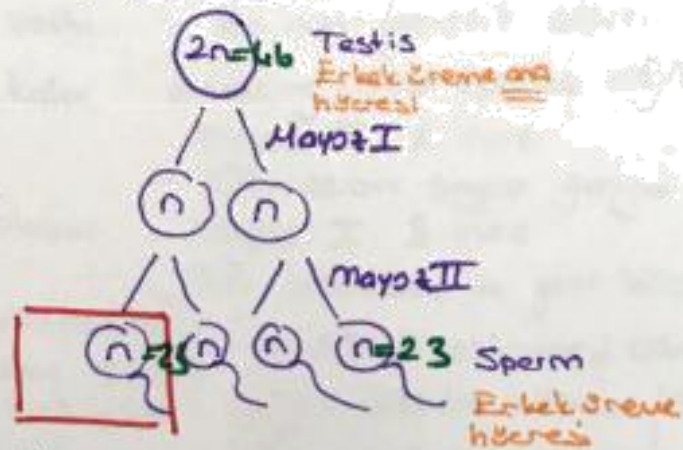 2n=46 Testis
Erkek üreme ana
hücresi
Mayoz I
n n
Mayoz II
n=23 n n n=23 Sperm
Erkek üreme
hücresi